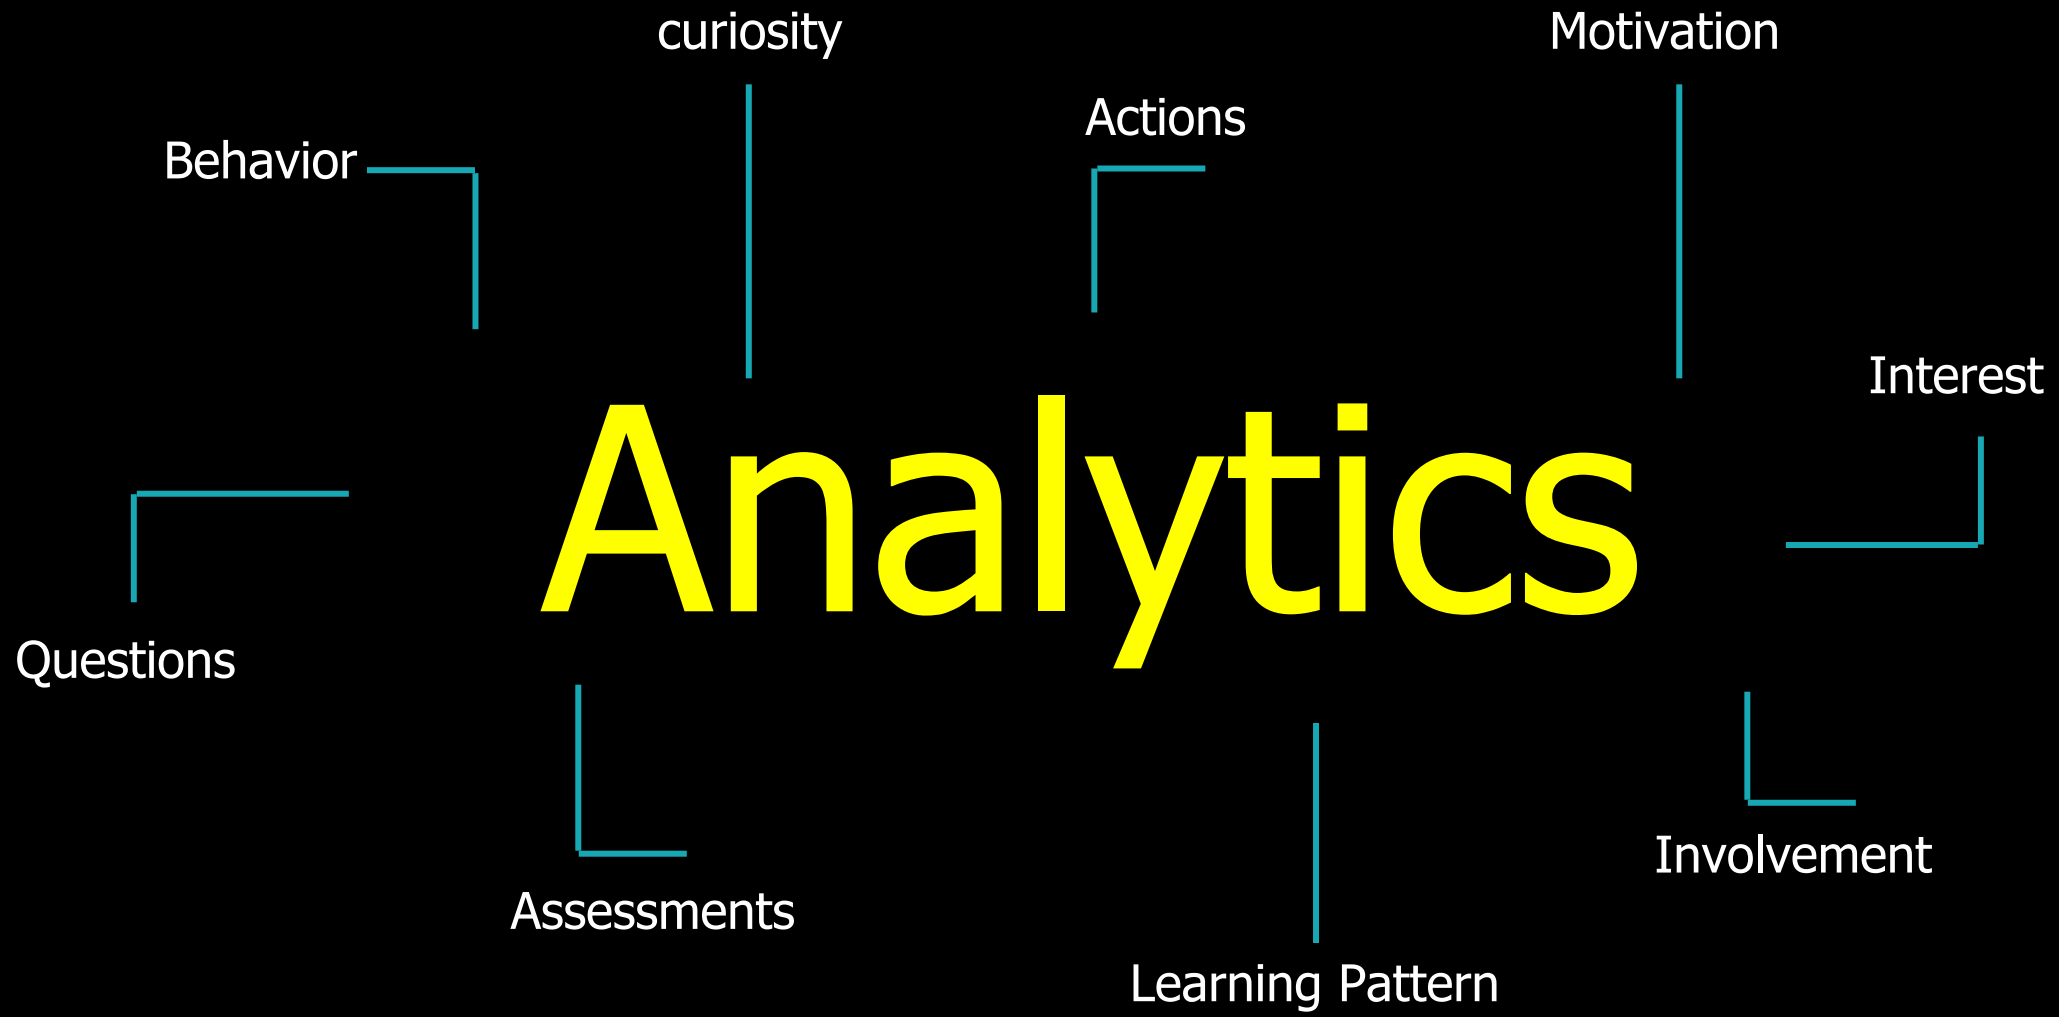 curiosity
Motivation
Actions
Behavior
Interest
Analytics
Questions
Involvement
Assessments
Learning Pattern